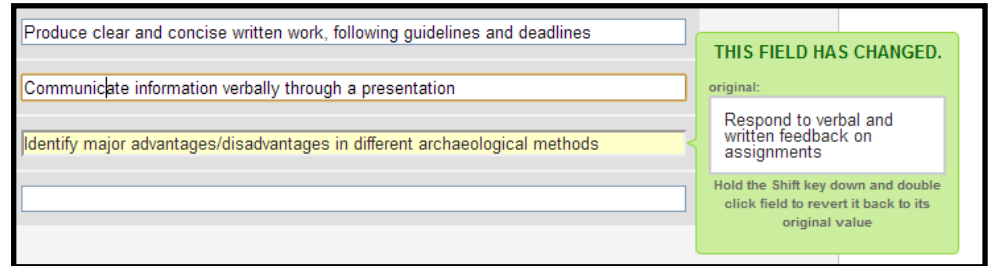 Produce clear and concise written work, following guidelines and deadlines
Communicate information verbally through a presentation
Identify major advantages/disadvantages in different archaeological methods
THIS FIELD HAS CHANGED.
original:
Respond to verbal and
written feedback on
assignments
Hold the Shift key down and double
click field to revert it back to its
original value